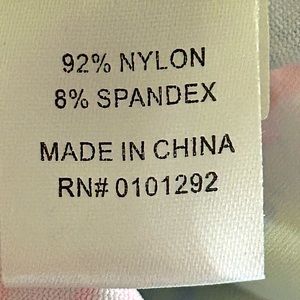 92% NYLON
8% SPANDEX
MADE IN CHINA
RN# 0101292